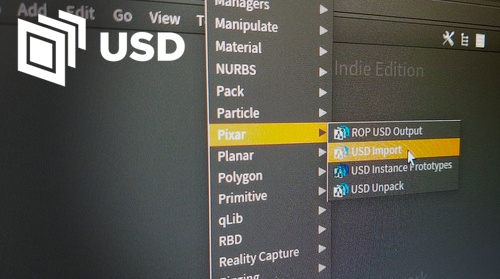 Add Edit Go View
USD
Managers
Manipulate
Material
NURBS
Indie Edition
Pack
Particle
Pixar
ROP USD Output
Planar
USD Import
Polygon
USD Instance Prototypes
Primitive
USD Unpack
qLib
RBD
Reality Capture